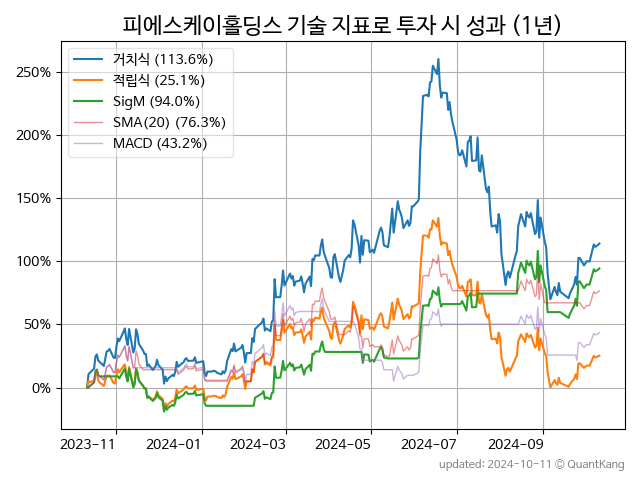 피에스케이홀딩스 기술 지표로 투자 시 성과 (1년)
거치식 (113.6%)
적립식 (25.1%)
SigM (94.0%)
SMA(20) (76.3%)
MACD (43.2%)
250%
200%
150%
100%
50%
0%
2023-11 2024-01 2024-03 2024-05 2024-07 2024-09
updated: 2024-10-11 © QuantKang